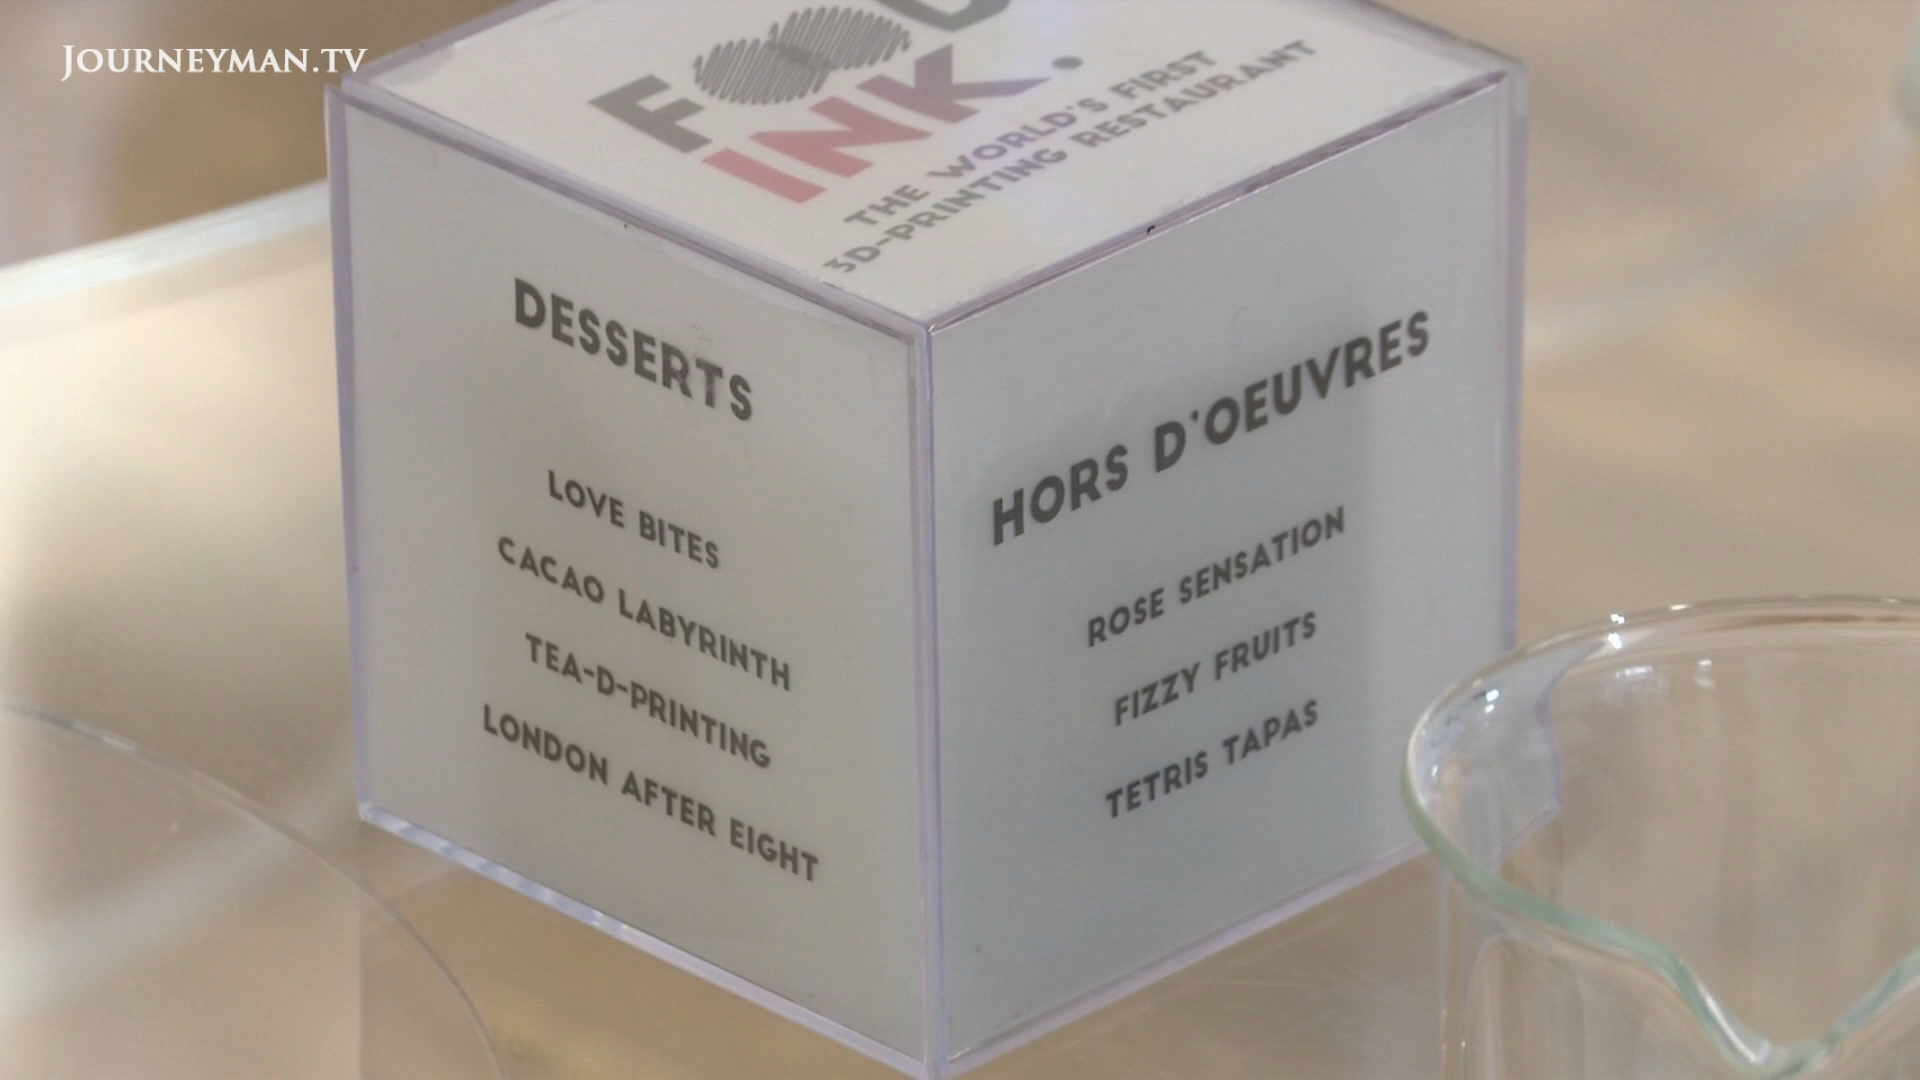 JOURNEYMAN.TV
FOOD
INK.
THE WORLD'S FIRST
3D-PRINTING RESTAURANT
DESSERTS
LOVE BITES
CACAO LABYRINTH
TEA-D-PRINTING
LONDON AFTER EIGHT
HORS D'OEUVRES
ROSE SENSATION
FIZZY FRUITS
TETRIS TAPAS